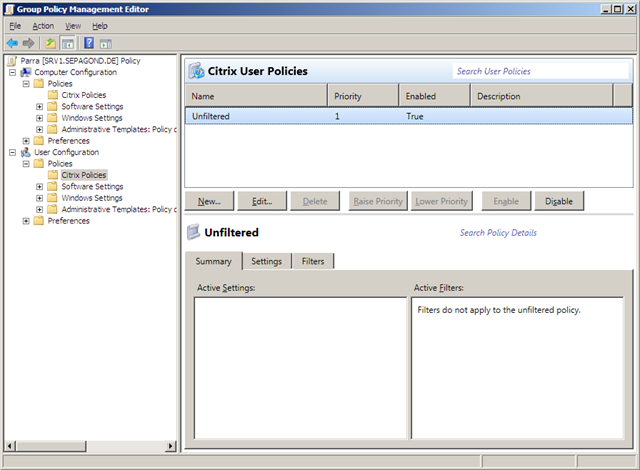 Group Policy Management Editor
File Action View Help
Parra [SRV1.SEPAGOND.DE] Policy
Computer Configuration
Policies
Citrix Policies
Software Settings
Windows Settings
Administrative Templates: Policy d
Preferences
User Configuration
Policies
Citrix Policies
Software Settings
Windows Settings
Administrative Templates: Policy d
Preferences
Citrix User Policies Search User Policies
Name Priority Enabled Description
Unfiltered 1 True
New... Edit... Delete Raise Priority Lower Priority Enable Disable
Unfiltered Search Policy Details
Summary Settings Filters
Active Settings: Active Filters:
Filters do not apply to the unfiltered policy.